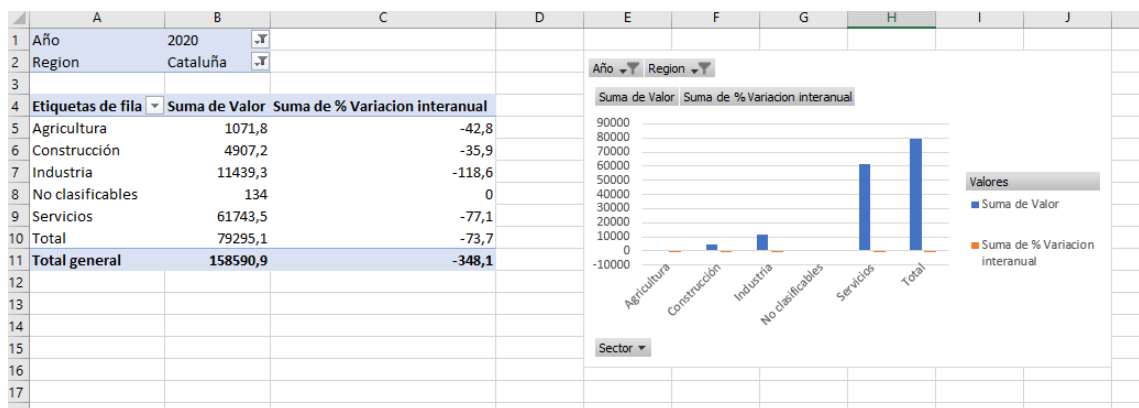 A B C D E F G H I J
1 Año 2020
2 Region Cataluña
3
4 Etiquetas de fila Suma de Valor Suma de % Variacion interanual
5 Agricultura 1071,8 -42,8
6 Construcción 4907,2 -35,9
7 Industria 11439,3 -118,6
8 No clasificables 134 0
9 Servicios 61743,5 -77,1
10 Total 79295,1 -73,7
11 Total general 158590,9 -348,1
12
13
14
15
16
17
Año Region
Suma de Valor Suma de % Variacion interanual
90000
80000
70000
60000
50000
40000
30000
20000
10000
0
-10000
Agricultura Construcción Industria No clasificables Servicios Total
Valores
Suma de Valor
Suma de % Variacion
interanual
Sector